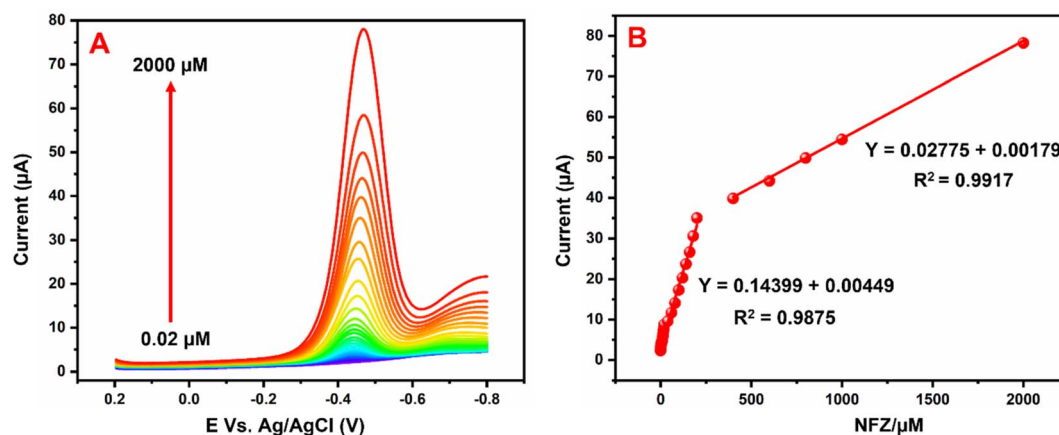 A
80
70
60
50
40
30
20
10
0
Current (µA)
2000 µM
0.02 µM
0.2 0.0 -0.2 -0.4 -0.6 -0.8
E Vs. Ag/AgCl (V)
B
80
70
60
50
40
30
20
10
0
Current (µA)
Y = 0.02775 + 0.00179
R² = 0.9917
Y = 0.14399 + 0.00449
R² = 0.9875
0 500 1000 1500 2000
NFZ/µM